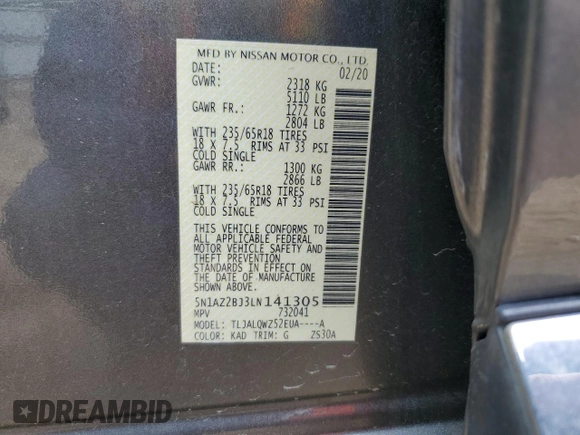 MFD BY NISSAN MOTOR CO., LTD.
DATE: 02/20
GVWR: 2318 KG
5110 LB
GAWR FR.: 1272 KG
2804 LB
WITH 235/65R18 TIRES
18 X 7.5 RIMS AT 33 PSI
COLD SINGLE
GAWR RR.: 1300 KG
2866 LB
WITH 235/65R18 TIRES
18 X 7.5 RIMS AT 33 PSI
COLD SINGLE
THIS VEHICLE CONFORMS TO
ALL APPLICABLE FEDERAL
MOTOR VEHICLE SAFETY AND
THEFT PREVENTION
STANDARDS IN EFFECT ON
THE DATE OF MANUFACTURE
SHOWN ABOVE.
5N1AZ2BJ3LN141305
MPV 732041
MODEL: TLJALQWZ52EUA----A
COLOR: KAD TRIM: G ZS30A
DREAMBID